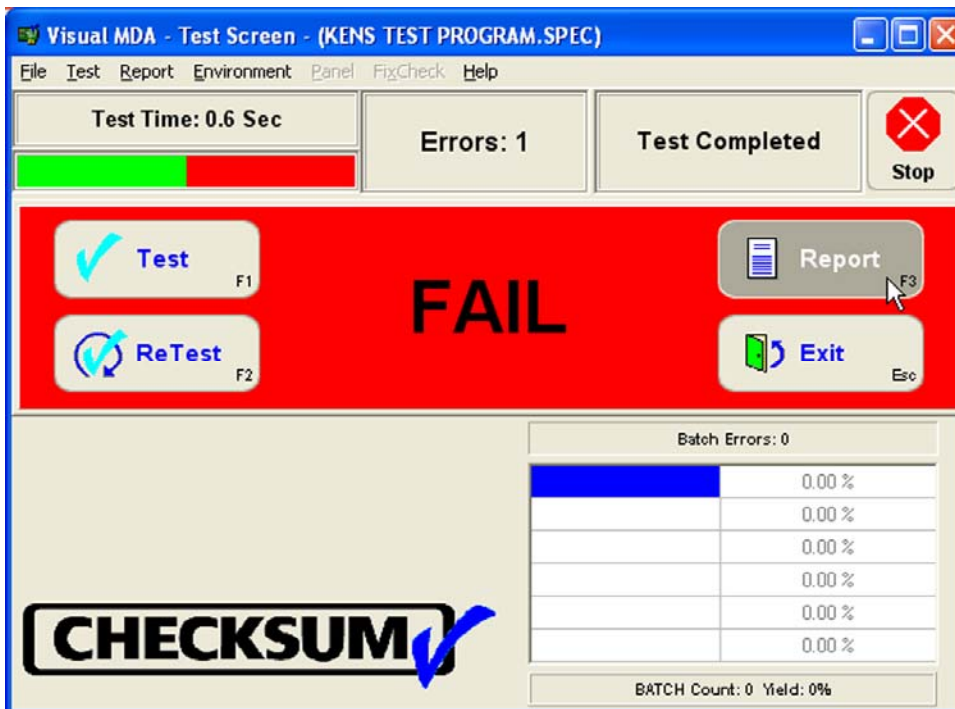 Visual MDA - Test Screen - (KENS TEST PROGRAM.SPEC)
File Test Report Environment Panel FixCheck Help
Test Time: 0.6 Sec
Errors: 1
Test Completed
Stop
Test
F1
FAIL
Report
F3
ReTest
F2
Exit
Esc
Batch Errors: 0
0.00 %
0.00 %
0.00 %
0.00 %
0.00 %
0.00 %
CHECKSUM
BATCH Count: 0 Yield: 0%